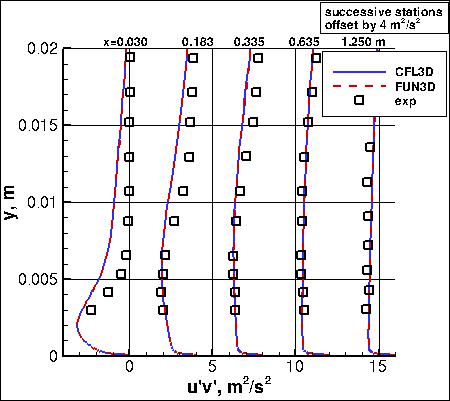 successive stations
offset by 4 m²/s²
x=0.030 0.183 0.335 0.635 1.250 m
CFL3D
FUN3D
exp
0.02
0.015
0.01
0.005
0
y, m
0 5 10 15
u'v', m²/s²